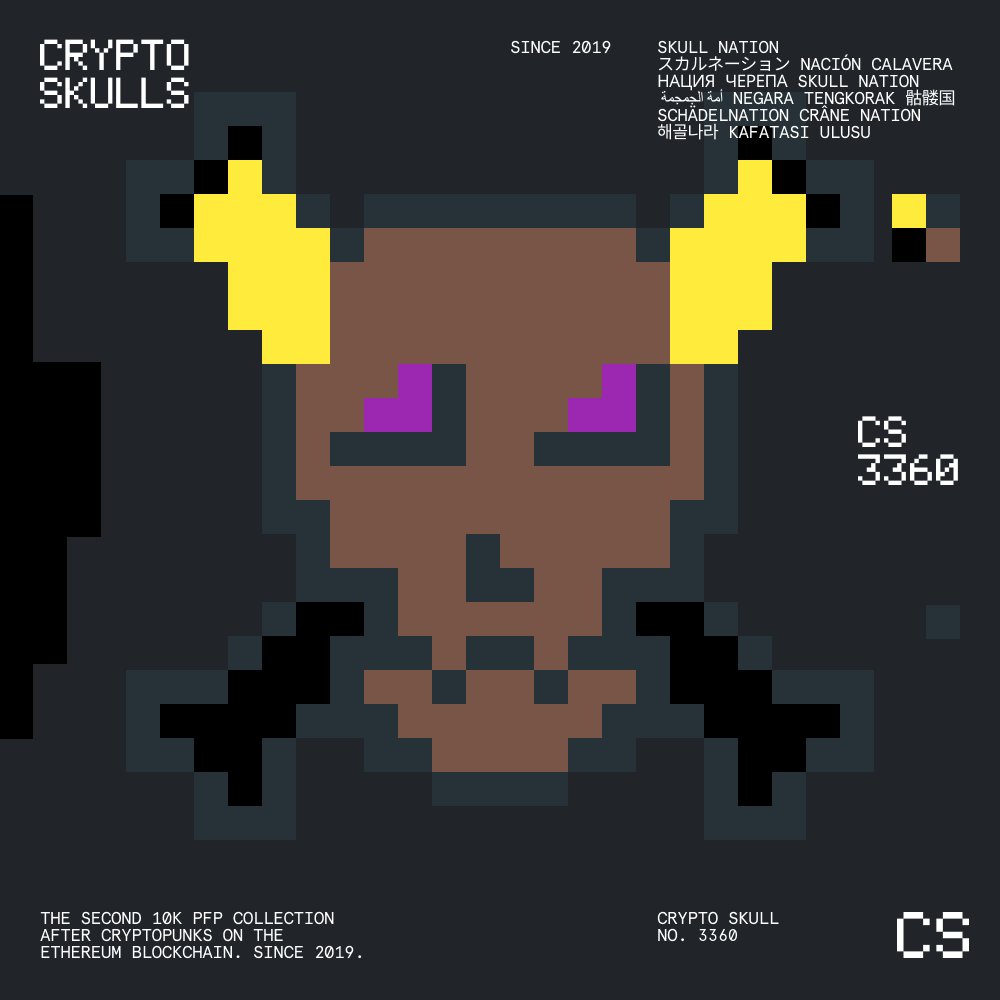 CRYPTO
SKULLS
SINCE 2019
SKULL NATION
スカルネーション NACIÓN CALAVERA
НАЦИЯ ЧЕРЕПА SKULL NATION
أمة الجمجمة NEGARA TENGKORAK 骷髅国
SCHÄDELNATION CRÂNE NATION
해골나라 KAFATASI ULUSU
CS
3360
THE SECOND 10K PFP COLLECTION
AFTER CRYPTOPUNKS ON THE
ETHEREUM BLOCKCHAIN. SINCE 2019.
CRYPTO SKULL
NO. 3360
CS